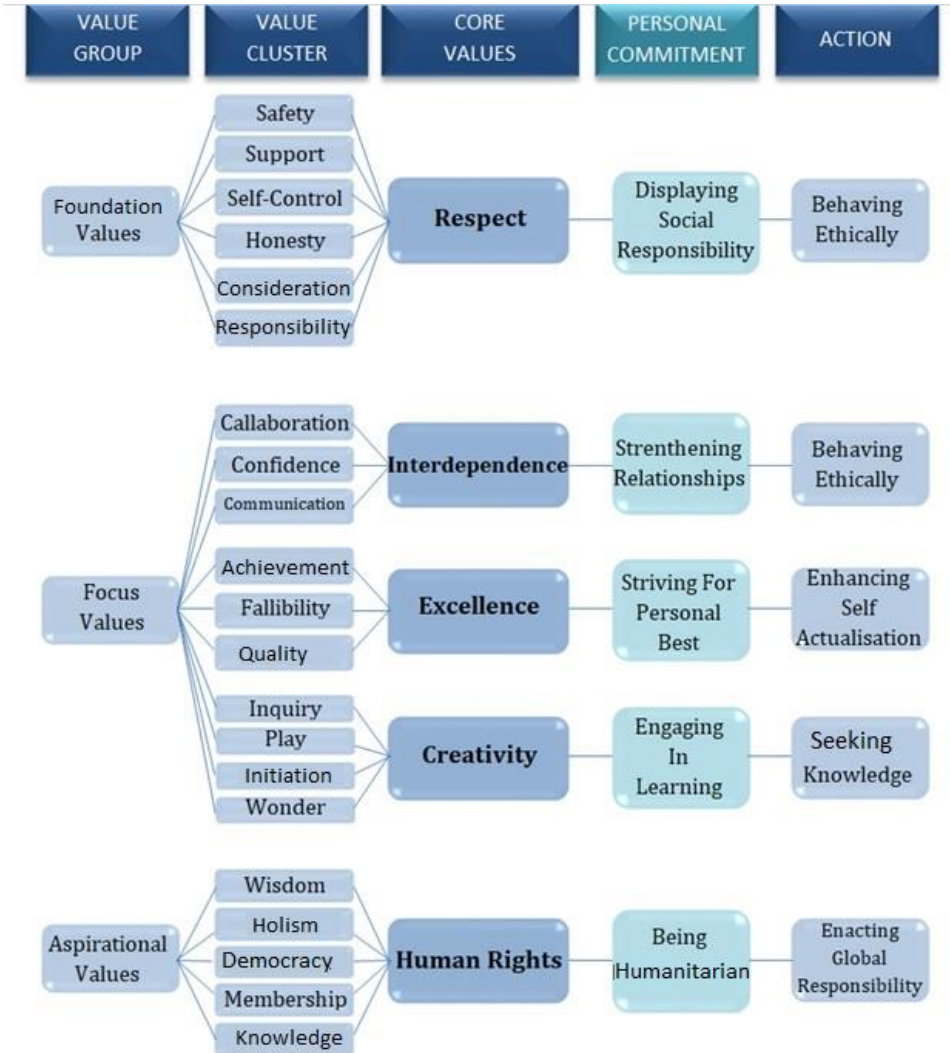 VALUE
GROUP
VALUE
CLUSTER
CORE
VALUES
PERSONAL
COMMITMENT
ACTION
Foundation
Values
Safety
Support
Self-Control
Honesty
Consideration
Responsibility
Respect
Displaying
Social
Responsibility
Behaving
Ethically
Focus
Values
Callaboration
Confidence
Communication
Interdependence
Strenthening
Relationships
Behaving
Ethically
Achievement
Fallibility
Quality
Excellence
Striving For
Personal
Best
Enhancing
Self
Actualisation
Inquiry
Play
Initiation
Wonder
Creativity
Engaging
In
Learning
Seeking
Knowledge
Aspirational
Values
Wisdom
Holism
Democracy
Membership
Knowledge
Human Rights
Being
Humanitarian
Enacting
Global
Responsibility